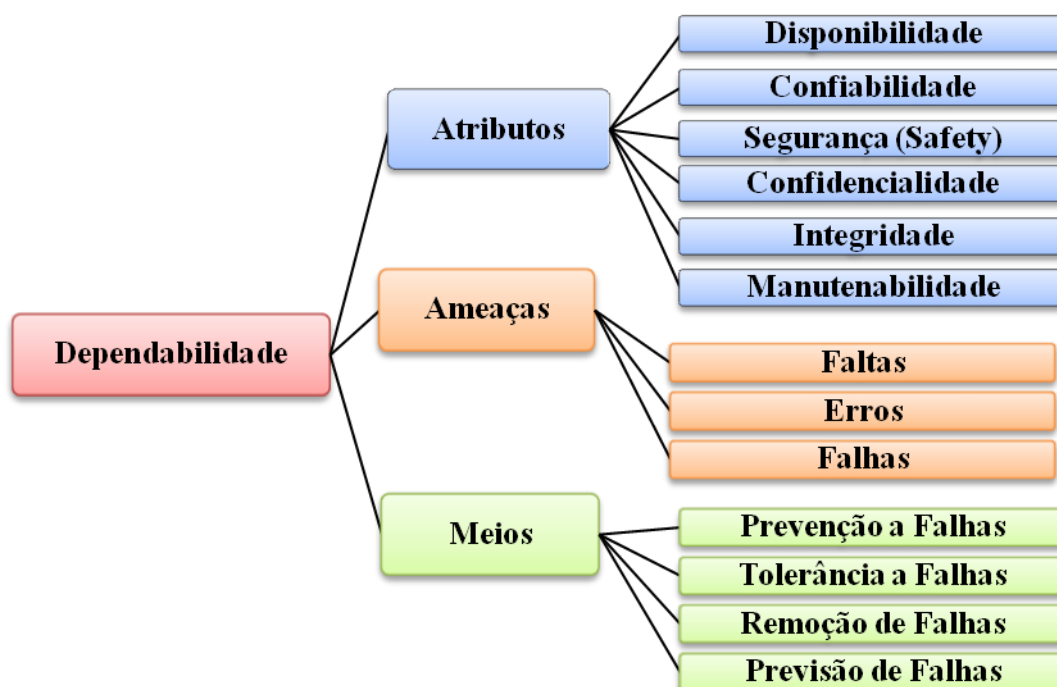 Dependabilidade
Atributos
Disponibilidade
Confiabilidade
Segurança (Safety)
Confidencialidade
Integridade
Manutenabilidade
Ameaças
Faltas
Erros
Falhas
Meios
Prevenção a Falhas
Tolerância a Falhas
Remoção de Falhas
Previsão de Falhas